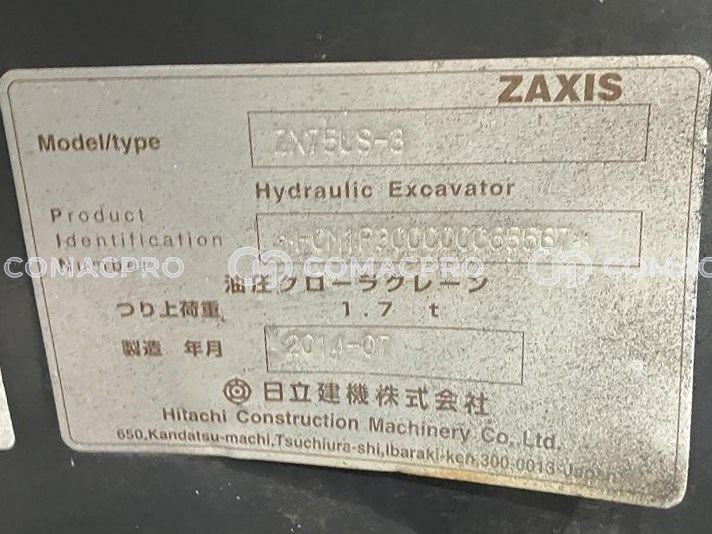 ZAXIS
Model/type ZX75US-3
Hydraulic Excavator
Product
Identification
COMACPRO
油圧クローラクレーン
つり上荷重 1.7 t
製造 年月 2014-07
日立建機株式会社
Hitachi Construction Machinery Co., Ltd.
650,Kandatsu-machi,Tsuchiura-shi,Ibaraki-ken,300-0013 Japan